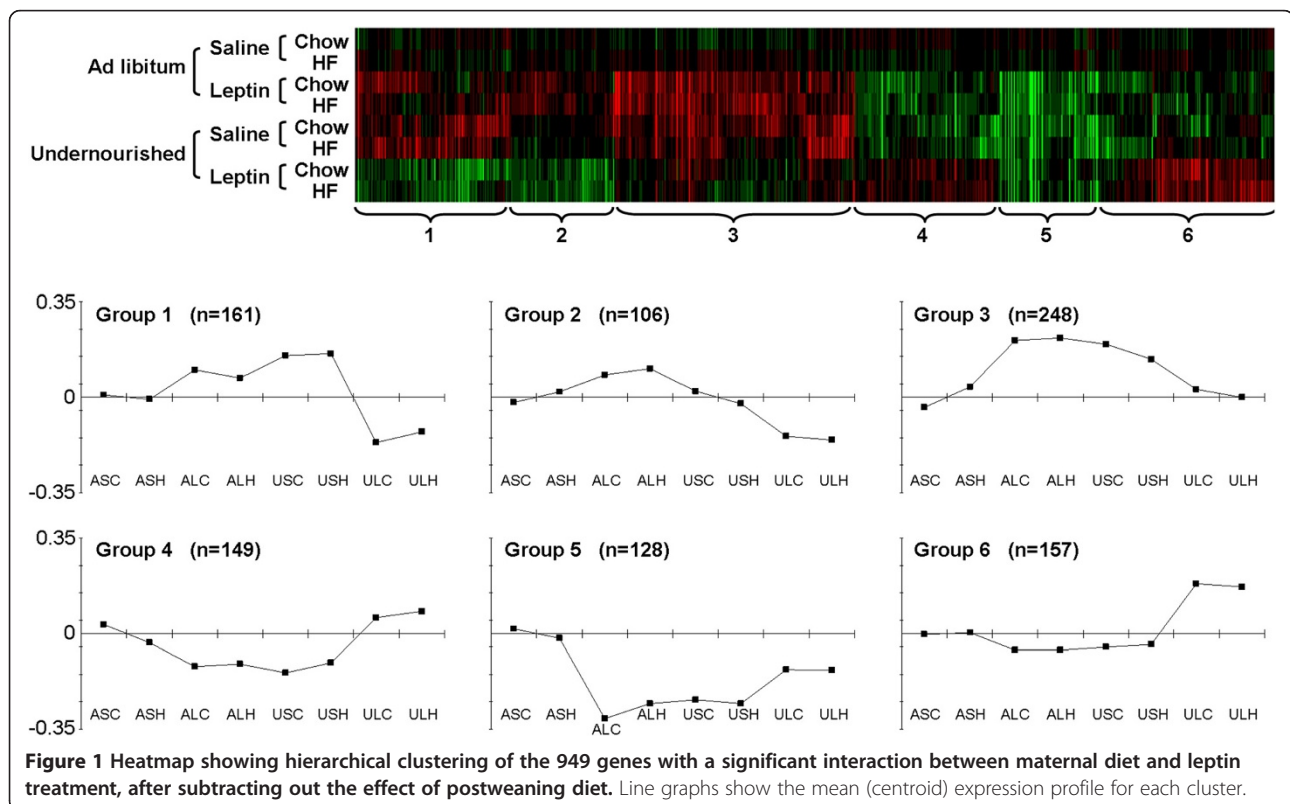 Ad libitum
Saline
Chow
HF
Leptin
Chow
HF
Undernourished
Saline
Chow
HF
Leptin
Chow
HF
1 2 3 4 5 6
0.35
0
-0.35
Group 1 (n=161)
ASC ASH ALC ALH USC USH ULC ULH
Group 2 (n=106)
ASC ASH ALC ALH USC USH ULC ULH
Group 3 (n=248)
ASC ASH ALC ALH USC USH ULC ULH
0.35
0
-0.35
Group 4 (n=149)
ASC ASH ALC ALH USC USH ULC ULH
Group 5 (n=128)
ASC ASH ALC ALH USC USH ULC ULH
Group 6 (n=157)
ASC ASH ALC ALH USC USH ULC ULH
Figure 1 Heatmap showing hierarchical clustering of the 949 genes with a significant interaction between maternal diet and leptin
treatment, after subtracting out the effect of postweaning diet. Line graphs show the mean (centroid) expression profile for each cluster.